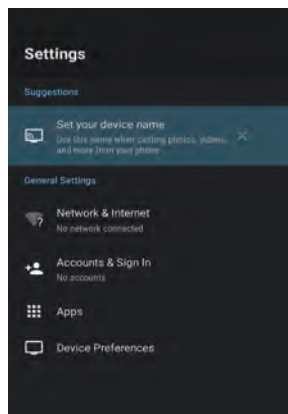 Settings
Suggestions
Set your device name
Use this name when casting photos, videos,
and more from your phone
General Settings
Network & Internet
No network connected
Accounts & Sign In
No accounts
Apps
Device Preferences